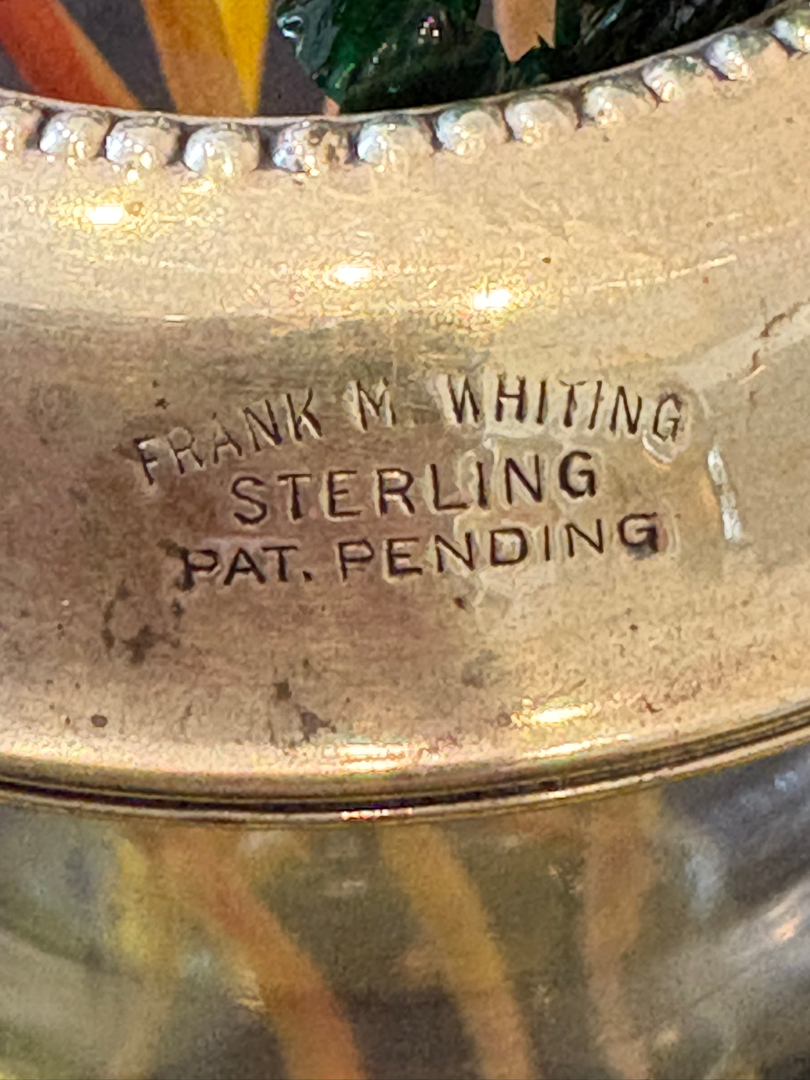 FRANK M WHITING
STERLING
PAT. PENDING